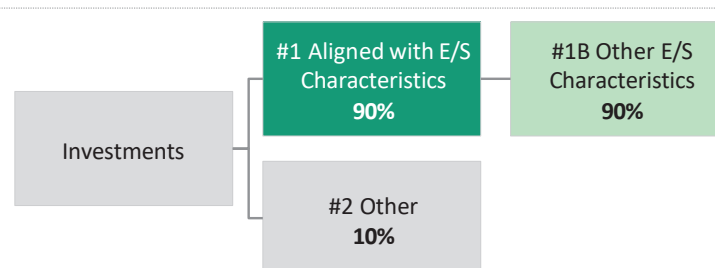 #1 Aligned with E/S
Characteristics
90%
#1B Other E/S
Characteristics
90%
Investments
#2 Other
10%